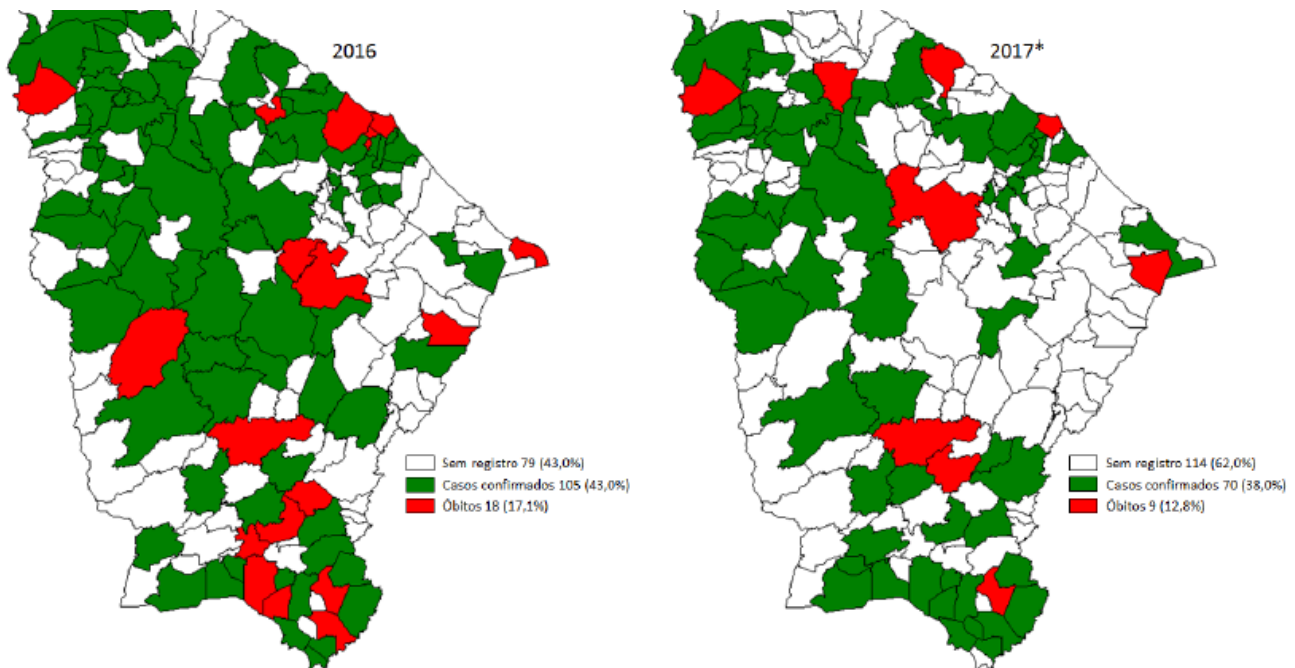 2016
Sem registro 79 (43,0%)
Casos confirmados 105 (43,0%)
Óbitos 18 (17,1%)
2017*
Sem registro 114 (62,0%)
Casos confirmados 70 (38,0%)
Óbitos 9 (12,8%)